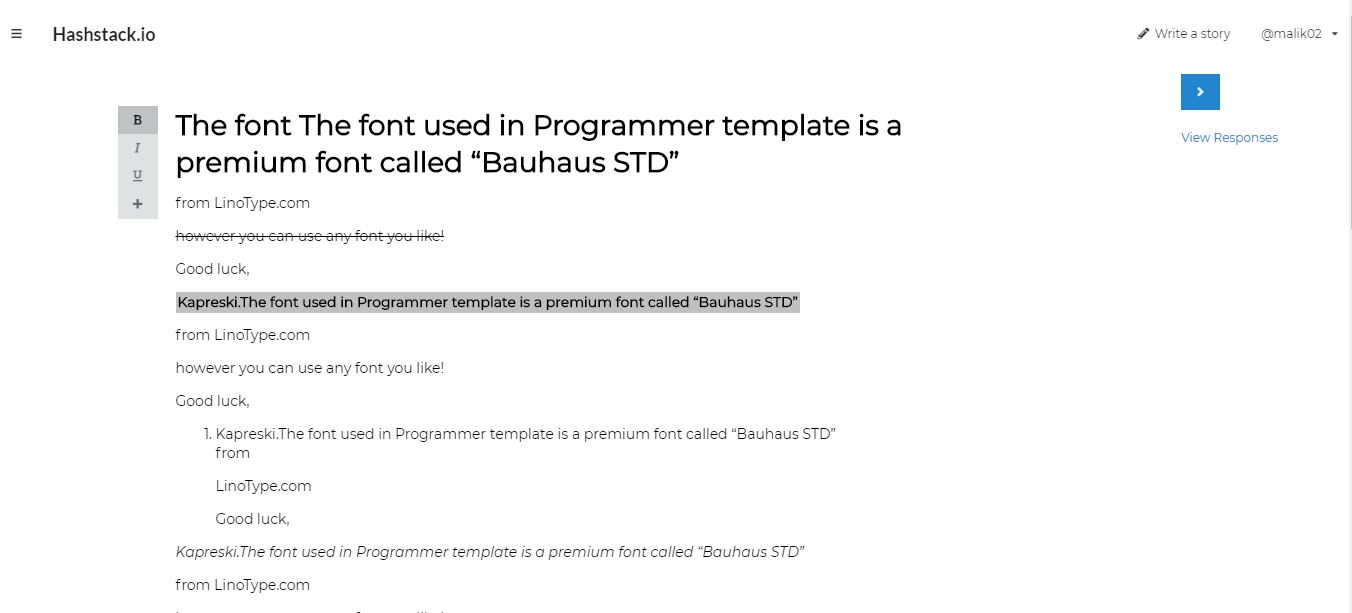 Hashstack.io
Write a story
@malik02
View Responses
B
I
U
+
The font The font used in Programmer template is a
premium font called “Bauhaus STD”
from LinoType.com
however you can use any font you like!
Good luck,
Kapreski.The font used in Programmer template is a premium font called “Bauhaus STD”
from LinoType.com
however you can use any font you like!
Good luck,
1. Kapreski.The font used in Programmer template is a premium font called “Bauhaus STD”
from
LinoType.com
Good luck,
Kapreski.The font used in Programmer template is a premium font called “Bauhaus STD”
from LinoType.com